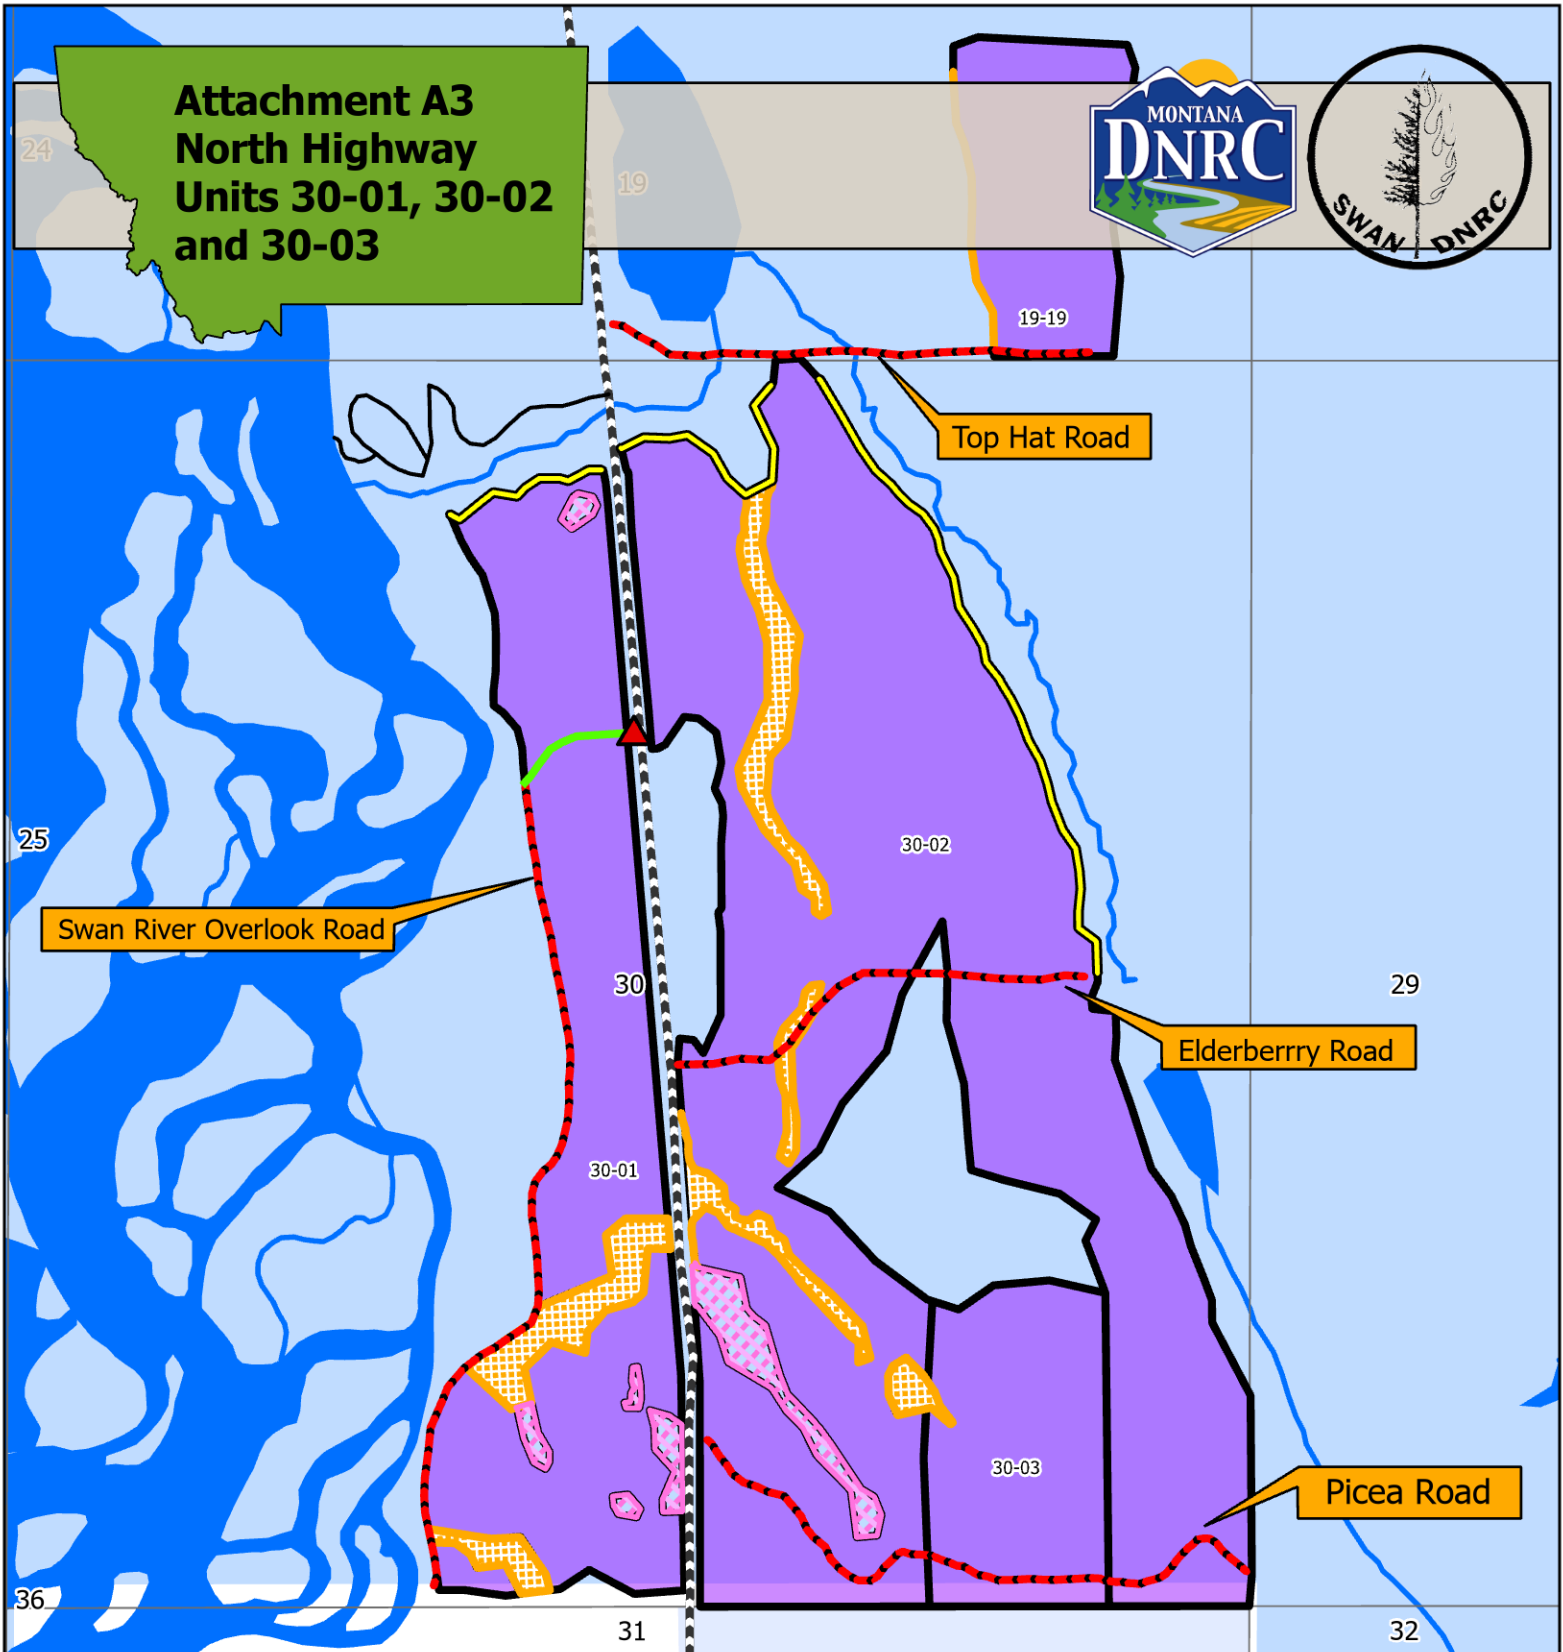 Attachment A3
North Highway
Units 30-01, 30-02
and 30-03
MONTANA
DNRC
SWAN DNRC
24
19
19-19
Top Hat Road
25
30-02
Swan River Overlook Road
30
29
Elderberrry Road
30-01
30-03
Picea Road
36
31
32